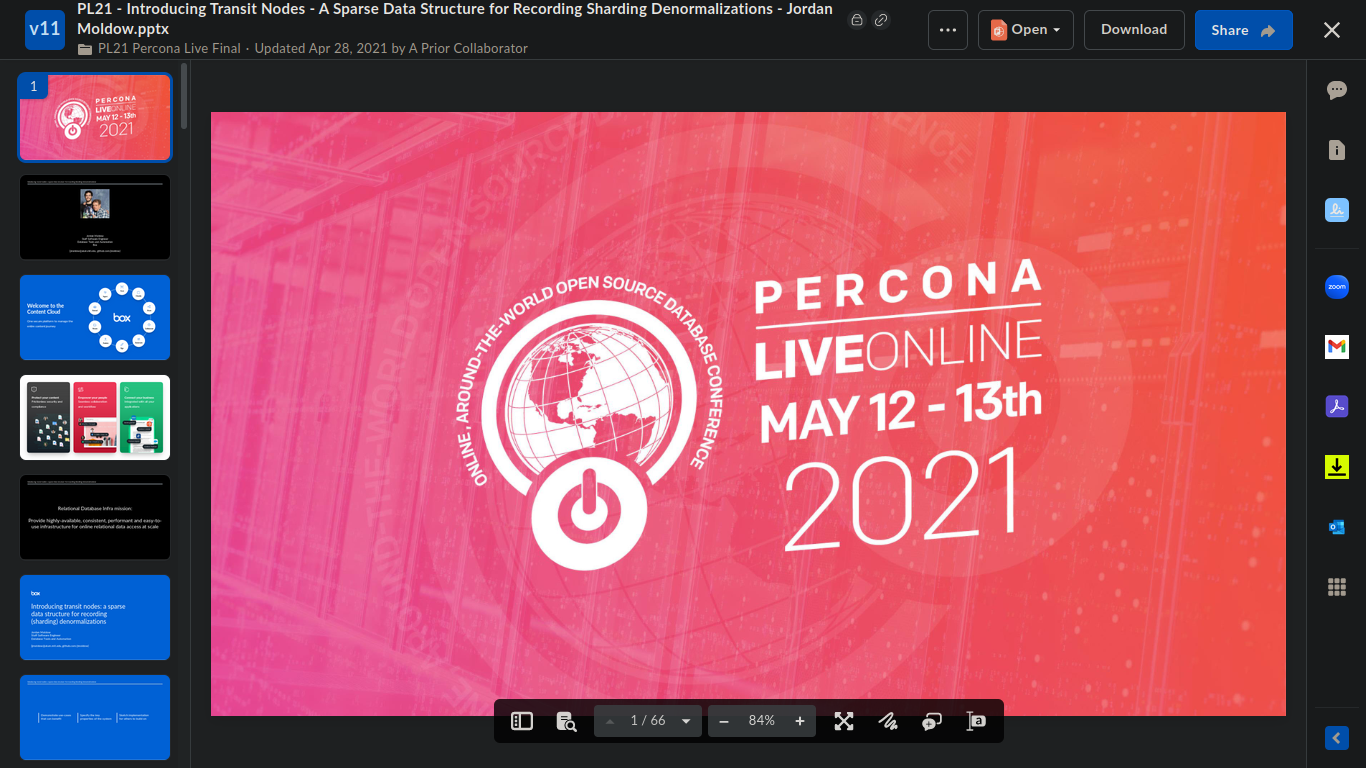 v11
PL21 - Introducing Transit Nodes - A Sparse Data Structure for Recording Sharding Denormalizations - Jordan
Moldow.pptx
PL21 Percona Live Final · Updated Apr 28, 2021 by A Prior Collaborator
Open
Download
Share
1
PERCONA
LIVEONLINE
MAY 12 - 13th
2021
Welcome to the
Content Cloud
box
Relational Database Infra mission:
Provide highly-available, consistent, performant and easy-to-
use infrastructure for online relational data access at scale
box
Introducing transit nodes: a sparse
data structure for recording
(sharding) denormalizations
ONLINE, AROUND-THE-WORLD OPEN SOURCE DATABASE CONFERENCE
PERCONA
LIVEONLINE
MAY 12 - 13th
2021
zoom
1 / 66
84%
a